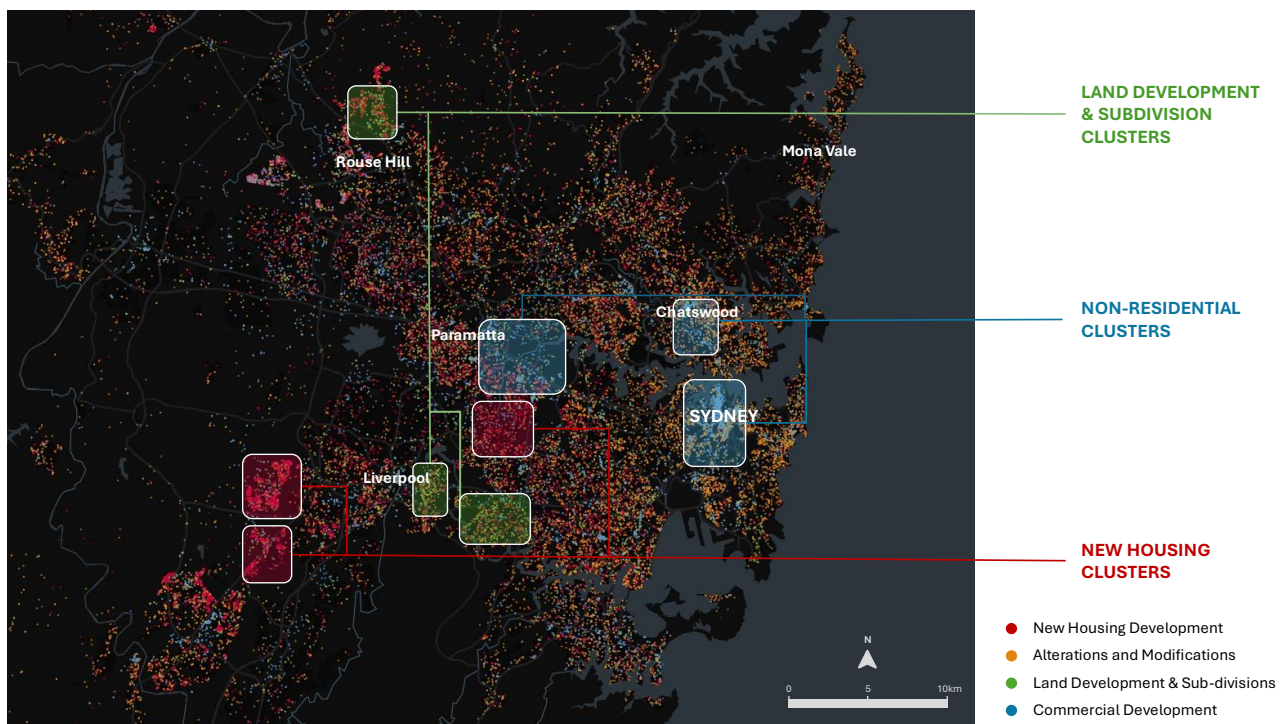 LAND DEVELOPMENT
& SUBDIVISION
CLUSTERS
Rouse Hill
Mona Vale
Chatswood
Paramatta
NON-RESIDENTIAL
CLUSTERS
SYDNEY
Liverpool
NEW HOUSING
CLUSTERS
N
0 5 10km
New Housing Development
Alterations and Modifications
Land Development & Sub-divisions
Commercial Development